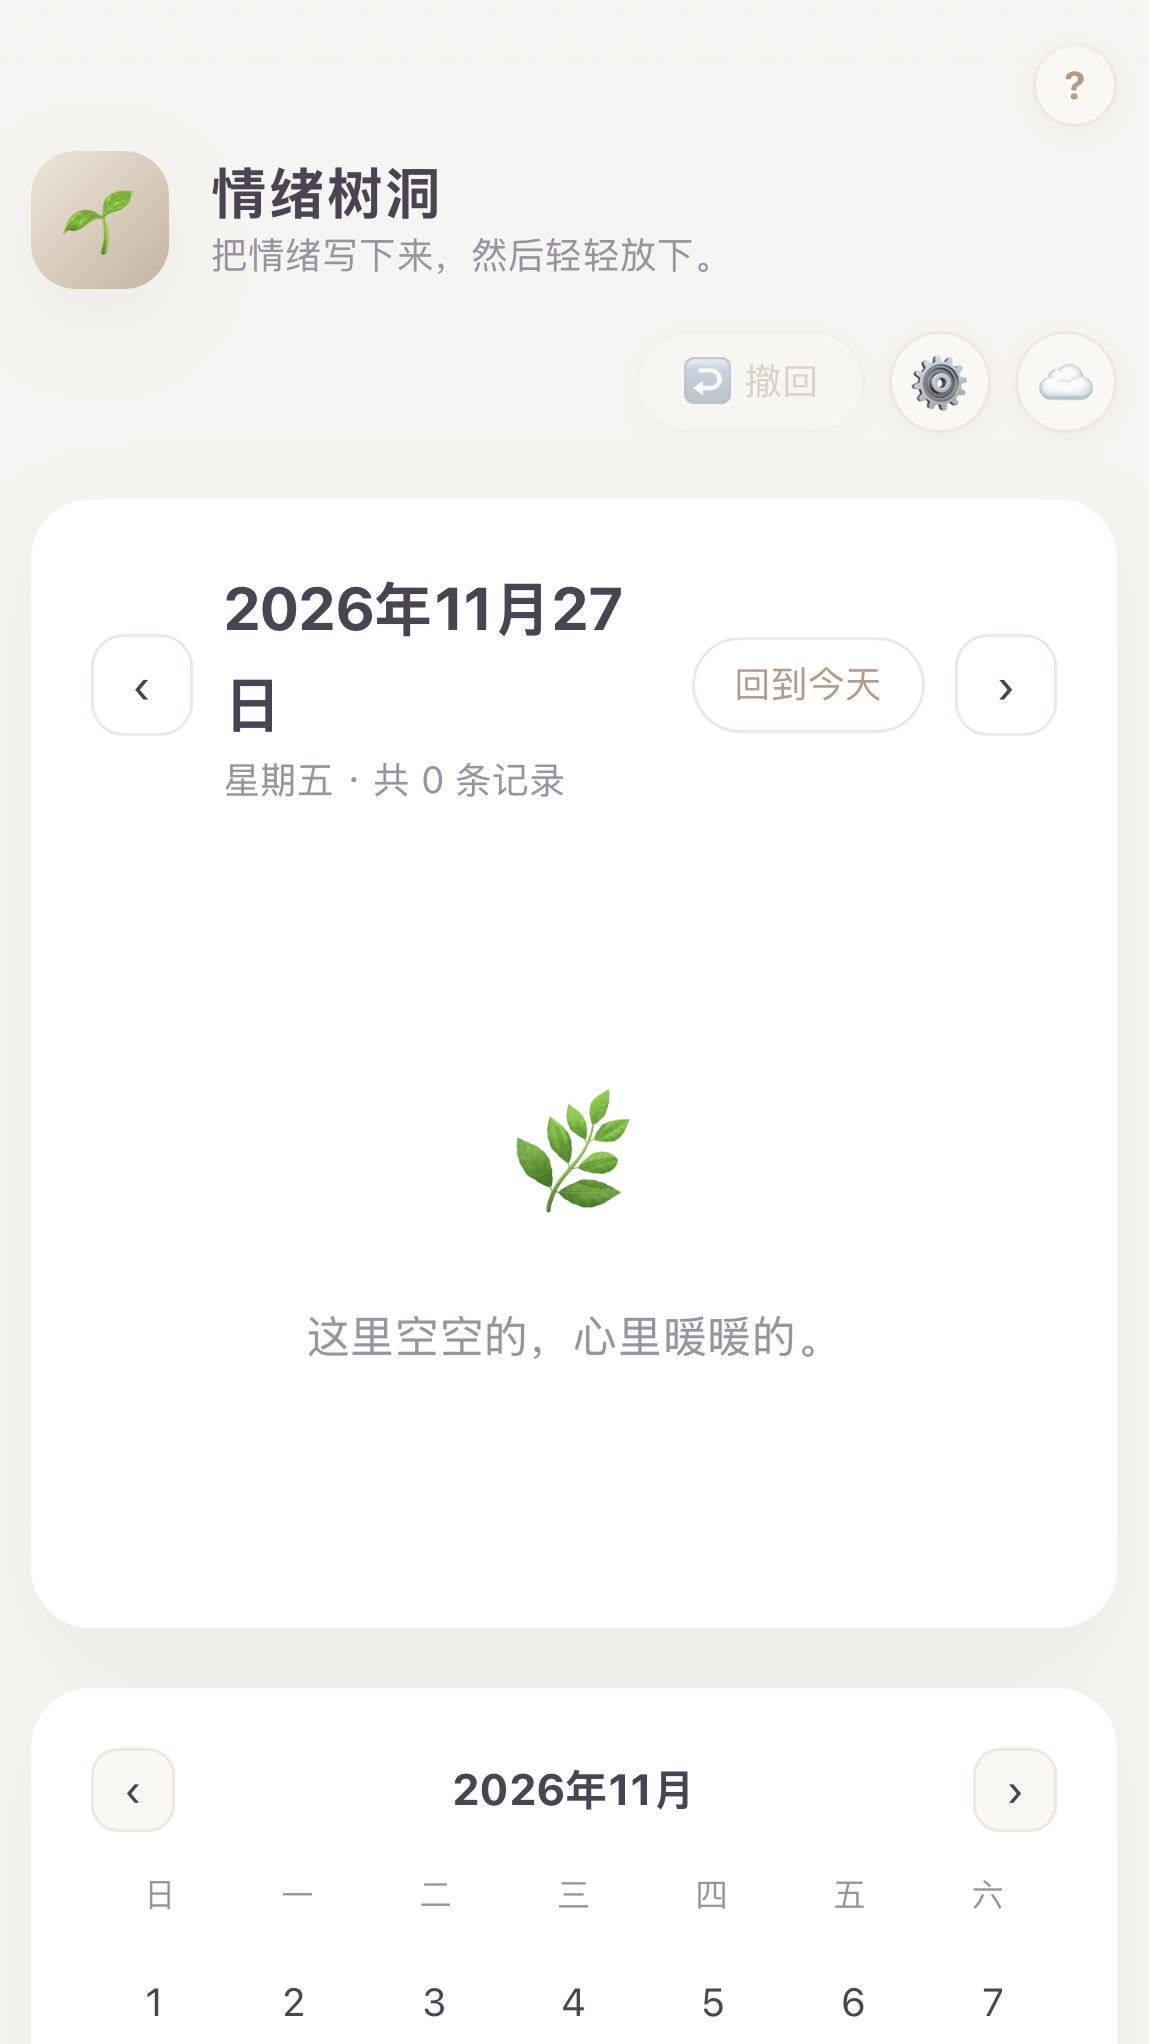 ?
情绪树洞
把情绪写下来，然后轻轻放下。
撤回
2026年11月27
日
星期五 · 共 0 条记录
‹
回到今天
›
这里空空的，心里暖暖的。
‹
2026年11月
›
日 一 二 三 四 五 六
1 2 3 4 5 6 7